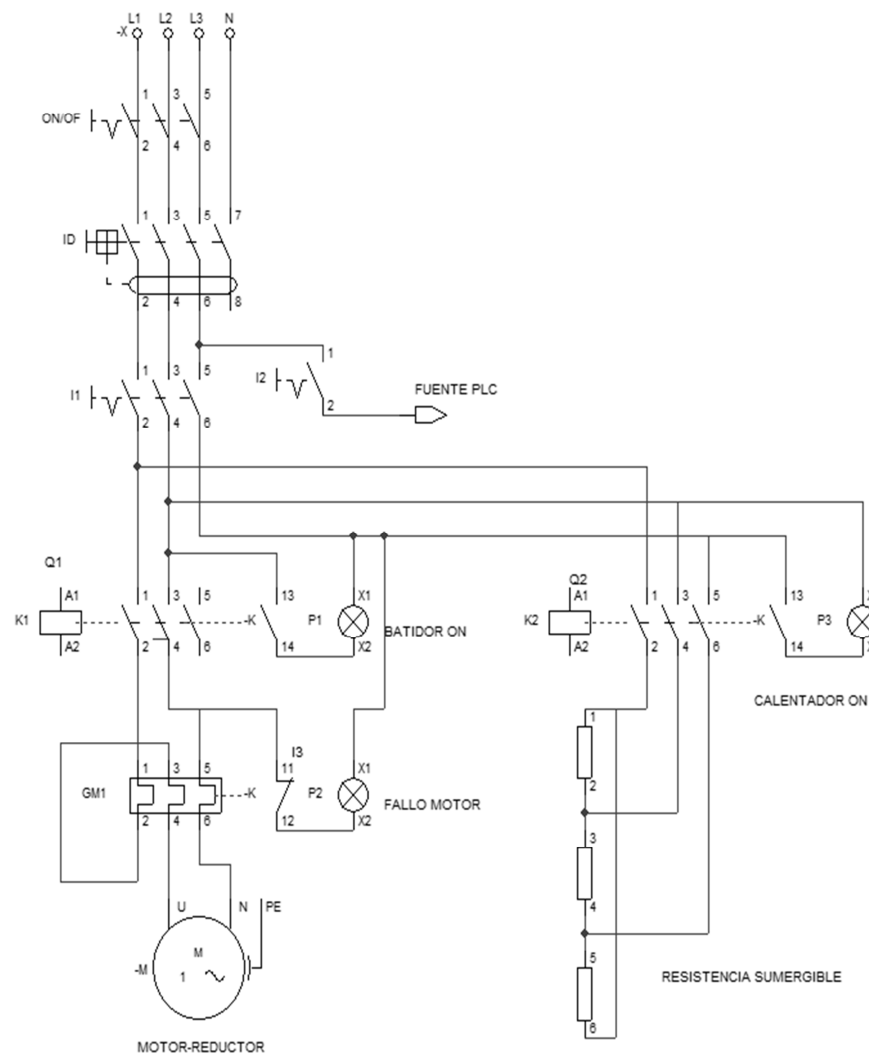 L1 L2 L3 N
-X
1 3 5
ON/OF
2 4 6
1 3 5 7
ID
2 4 6 8
1 3 5
I1
2 4 6
1
I2
2
FUENTE PLC
Q1
A1
K1
A2
1 3 5
2 4 6
-K
13
14
P1
X1
X2
BATIDOR ON
Q2
A1
K2
A2
1 3 5
2 4 6
-K
13
14
P3
CALENTADOR ON
GM1
1 3 5
2 4 6
-K
I3
11
12
P2
X1
X2
FALLO MOTOR
1
2
3
4
5
6
RESISTENCIA SUMERGIBLE
U N PE
-M
M
1
MOTOR-REDUCTOR